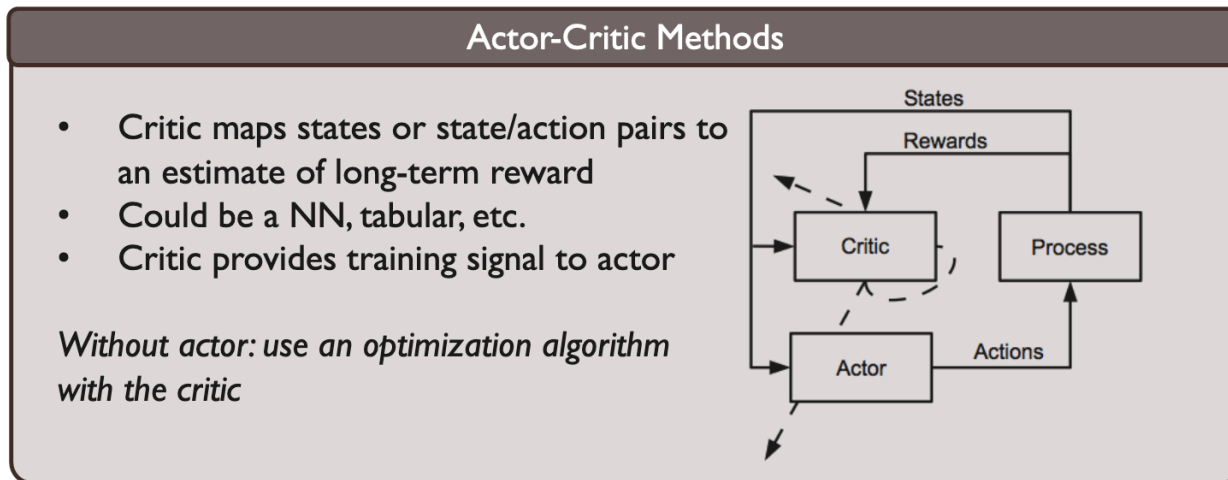 Actor-Critic Methods
• Critic maps states or state/action pairs to
an estimate of long-term reward
• Could be a NN, tabular, etc.
• Critic provides training signal to actor
Without actor: use an optimization algorithm
with the critic
States
Rewards
Critic
Process
Actor
Actions